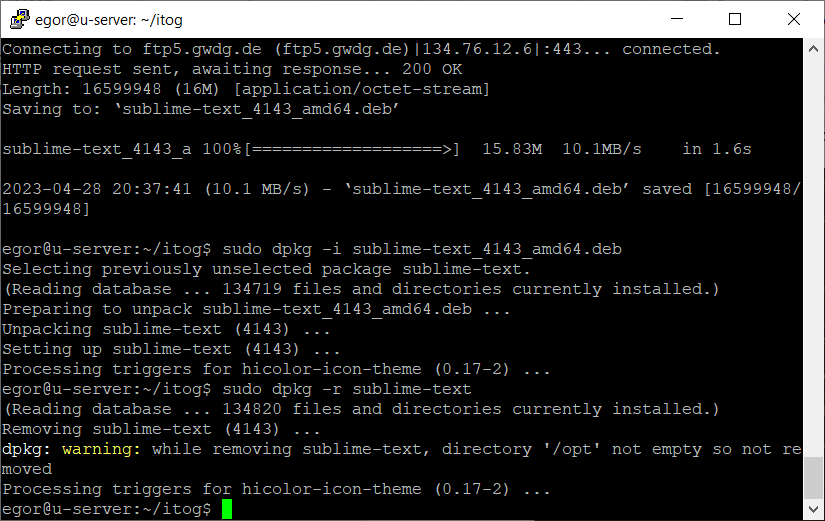 egor@u-server: ~/itog
Connecting to ftp5.gwdg.de (ftp5.gwdg.de)|134.76.12.6|:443... connected.
HTTP request sent, awaiting response... 200 OK
Length: 16599948 (16M) [application/octet-stream]
Saving to: ‘sublime-text_4143_amd64.deb’
sublime-text_4143_a 100%[===================>]  15.83M  10.1MB/s    in 1.6s
2023-04-28 20:37:41 (10.1 MB/s) - ‘sublime-text_4143_amd64.deb’ saved [16599948/
16599948]
egor@u-server:~/itog$ sudo dpkg -i sublime-text_4143_amd64.deb
Selecting previously unselected package sublime-text.
(Reading database ... 134719 files and directories currently installed.)
Preparing to unpack sublime-text_4143_amd64.deb ...
Unpacking sublime-text (4143) ...
Setting up sublime-text (4143) ...
Processing triggers for hicolor-icon-theme (0.17-2) ...
egor@u-server:~/itog$ sudo dpkg -r sublime-text
(Reading database ... 134820 files and directories currently installed.)
Removing sublime-text (4143) ...
dpkg: warning: while removing sublime-text, directory '/opt' not empty so not re
moved
Processing triggers for hicolor-icon-theme (0.17-2) ...
egor@u-server:~/itog$